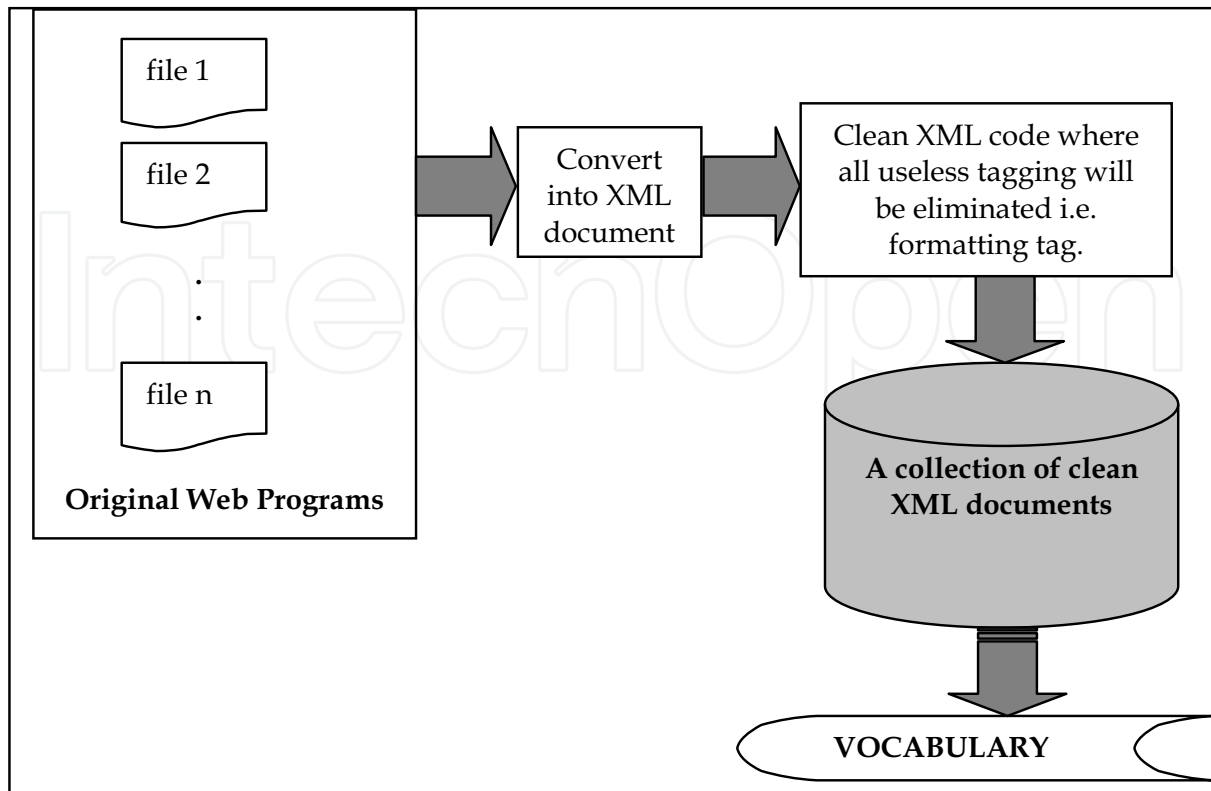 file 1
file 2
.
.
file n
Original Web Programs
Convert
into XML
document
Clean XML code where
all useless tagging will
be eliminated i.e.
formatting tag.
A collection of clean
XML documents
VOCABULARY
IntechOpen